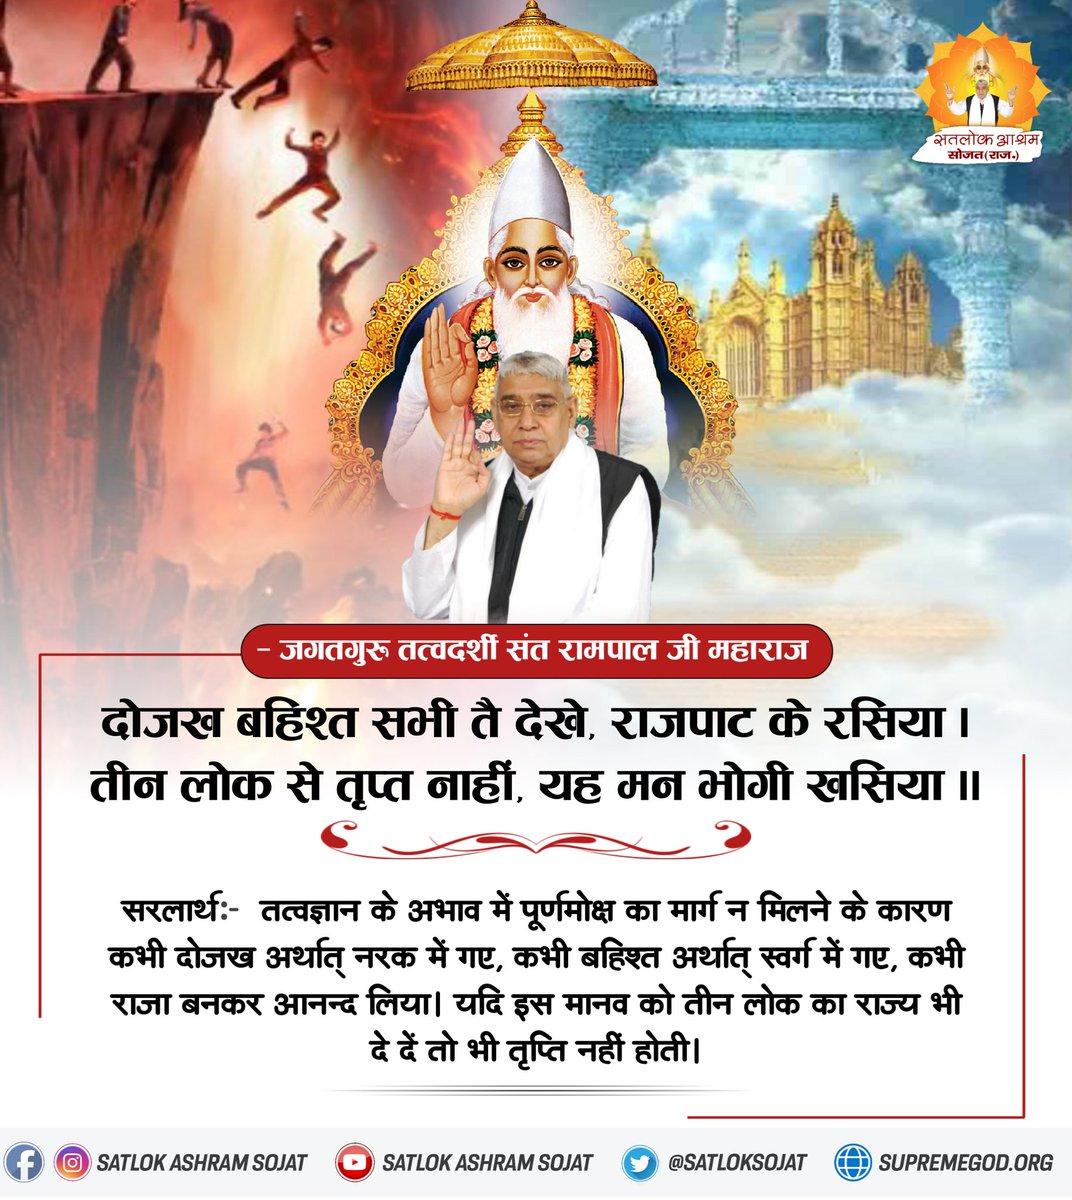 सतलोक आश्रम
सोजत(राज.)
- जगतगुरु तत्वदर्शी संत रामपाल जी महाराज
दोजख बहिश्त सभी तै देखे, राजपाट के रसिया।
तीन लोक से तृप्त नाहीं, यह मन भोगी खसिया॥
सरलार्थ:- तत्वज्ञान के अभाव में पूर्णमोक्ष का मार्ग न मिलने के कारण
कभी दोजख अर्थात् नरक में गए, कभी बहिश्त अर्थात् स्वर्ग में गए, कभी
राजा बनकर आनन्द लिया। यदि इस मानव को तीन लोक का राज्य भी
दे दें तो भी तृप्ति नहीं होती।
SATLOK ASHRAM SOJAT SATLOK ASHRAM SOJAT @SATLOKSOJAT SUPREMEGOD.ORG